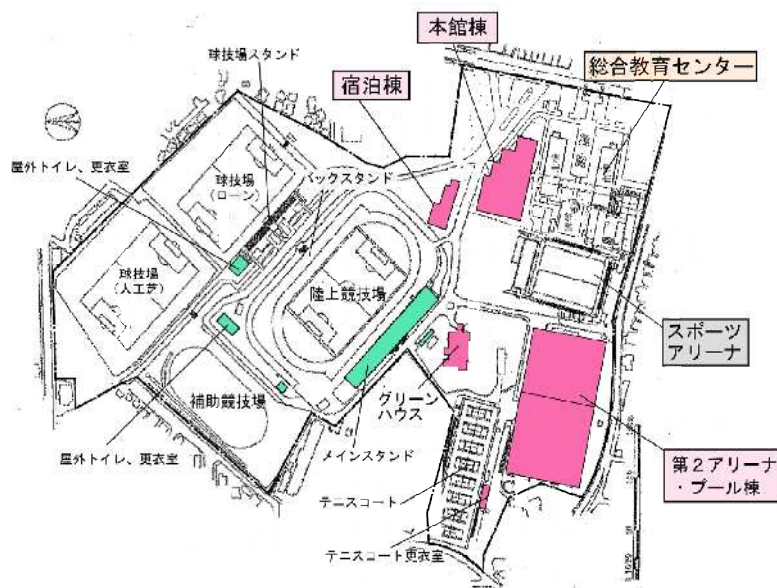 本館棟
球技場スタンド
総合教育センター
宿泊棟
屋外トイレ、更衣室
球技場
(ローン)
バックスタンド
球技場
(人工芝)
陸上競技場
スポーツ
アリーナ
補助競技場
グリーン
ハウス
屋外トイレ、更衣室
メインスタンド
第2アリーナ
・プール棟
テニスコート
テニスコート更衣室